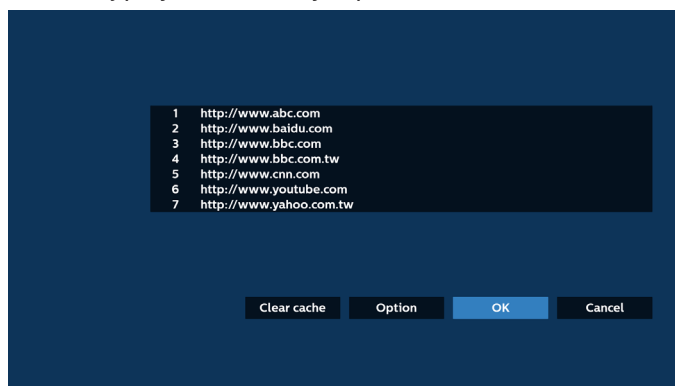 1 http://www.abc.com
2 http://www.baidu.com
3 http://www.bbc.com
4 http://www.bbc.com.tw
5 http://www.cnn.com
6 http://www.youtube.com
7 http://www.yahoo.com.tw
Clear cache Option OK Cancel